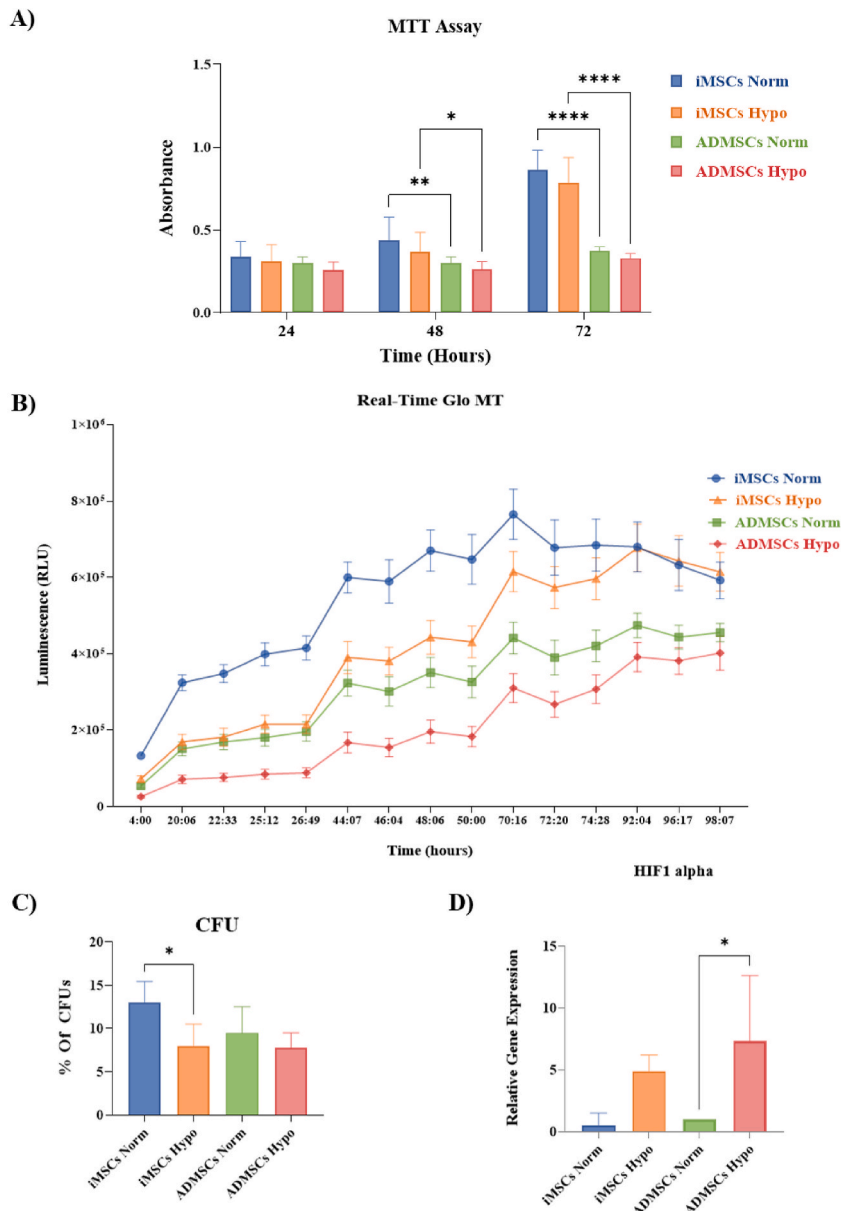 A)
MTT Assay
1.5
1.0
0.5
0.0
Absorbance
**
*
****
****
24
48
72
Time (Hours)
iMSCs Norm
iMSCs Hypo
ADMSCs Norm
ADMSCs Hypo
B)
Real-Time Glo MT
1×10⁶
8×10⁵
6×10⁵
4×10⁵
2×10⁵
0
Luminescence (RLU)
iMSCs Norm
iMSCs Hypo
ADMSCs Norm
ADMSCs Hypo
4:00 20:06 22:33 25:12 26:49 44:07 46:04 48:06 50:00 70:16 72:20 74:28 92:04 96:17 98:07
Time (hours)
C)
CFU
20
15
10
5
0
% Of CFUs
*
iMSCs Norm
iMSCs Hypo
ADMSCs Norm
ADMSCs Hypo
D)
HIF1 alpha
15
10
5
0
Relative Gene Expression
*
iMSCs Norm
iMSCs Hypo
ADMSCs Norm
ADMSCs Hypo